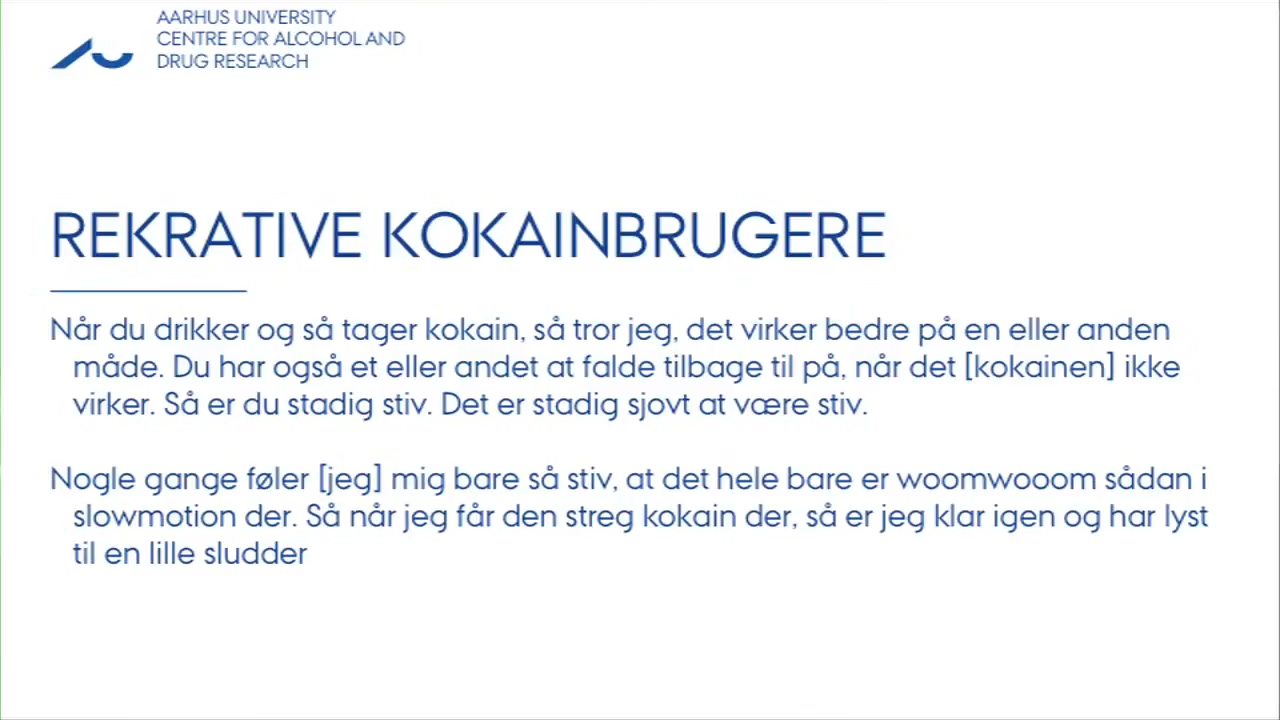 AARHUS UNIVERSITY
CENTRE FOR ALCOHOL AND
DRUG RESEARCH
REKRATIVE KOKAINBRUGERE
Når du drikker og så tager kokain, så tror jeg, det virker bedre på en eller anden
måde. Du har også et eller andet at falde tilbage til på, når det [kokainen] ikke
virker. Så er du stadig stiv. Det er stadig sjovt at være stiv.
Nogle gange føler [jeg] mig bare så stiv, at det hele bare er woomwooom sådan i
slowmotion der. Så når jeg får den streg kokain der, så er jeg klar igen og har lyst
til en lille sludder